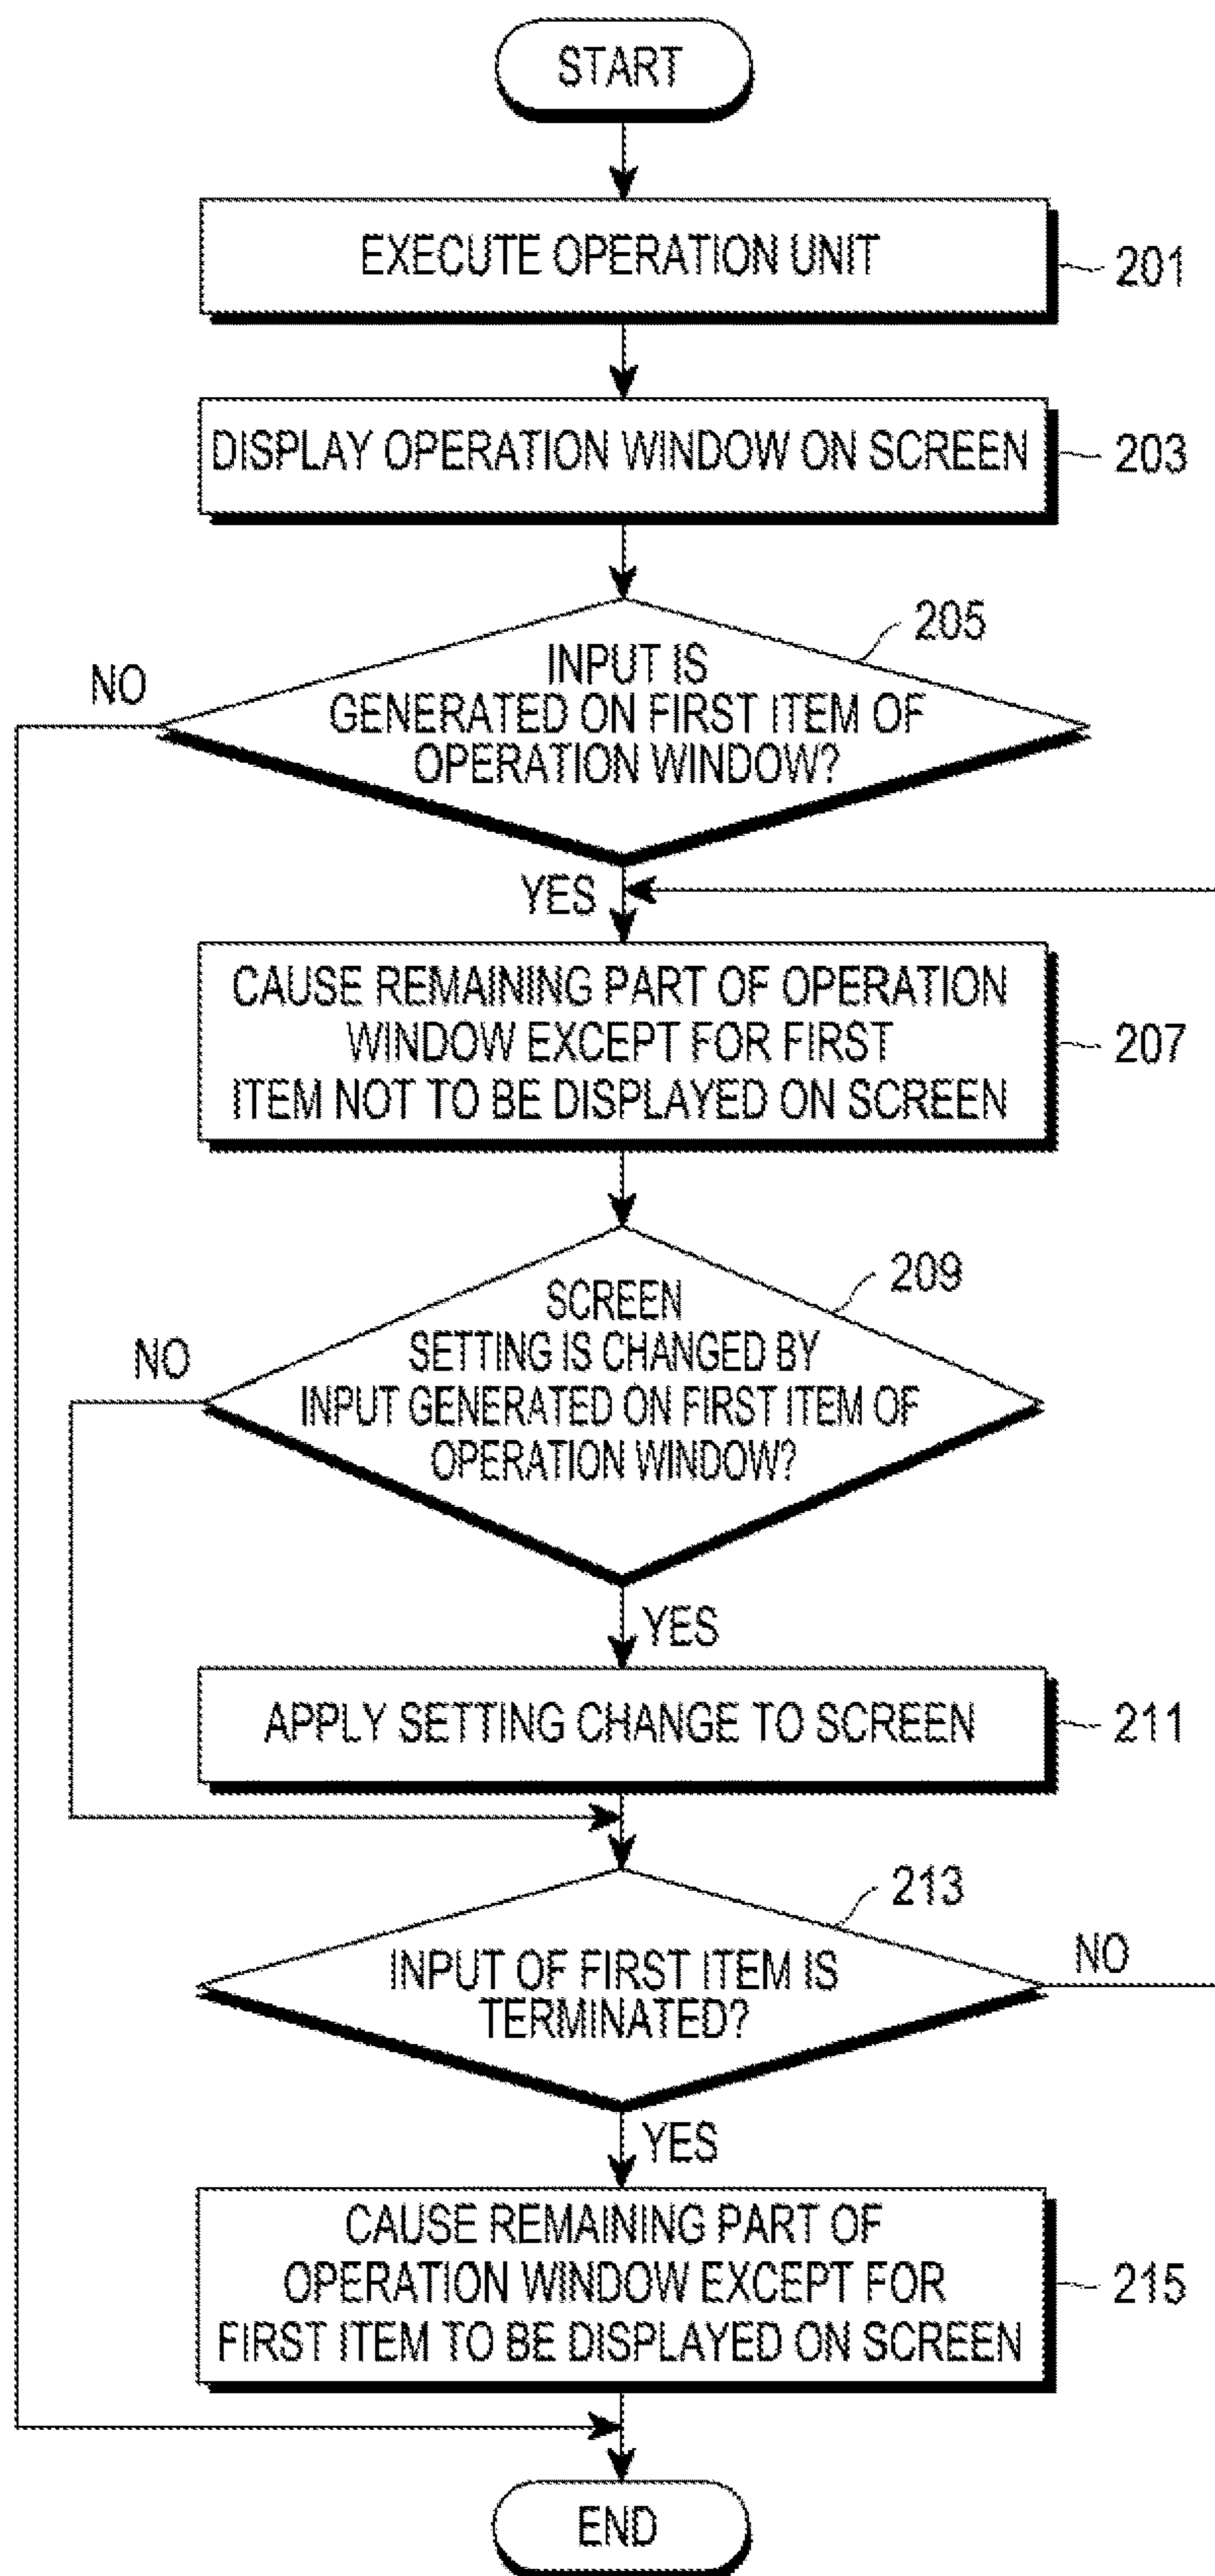 START
EXECUTE OPERATION UNIT
201
DISPLAY OPERATION WINDOW ON SCREEN
203
205
INPUT IS
GENERATED ON FIRST ITEM OF
OPERATION WINDOW?
NO
YES
CAUSE REMAINING PART OF OPERATION
WINDOW EXCEPT FOR FIRST
ITEM NOT TO BE DISPLAYED ON SCREEN
207
209
SCREEN
SETTING IS CHANGED BY
INPUT GENERATED ON FIRST ITEM OF
OPERATION WINDOW?
NO
YES
APPLY SETTING CHANGE TO SCREEN
211
213
INPUT OF FIRST ITEM IS
TERMINATED?
NO
YES
CAUSE REMAINING PART OF
OPERATION WINDOW EXCEPT FOR
FIRST ITEM TO BE DISPLAYED ON SCREEN
215
END